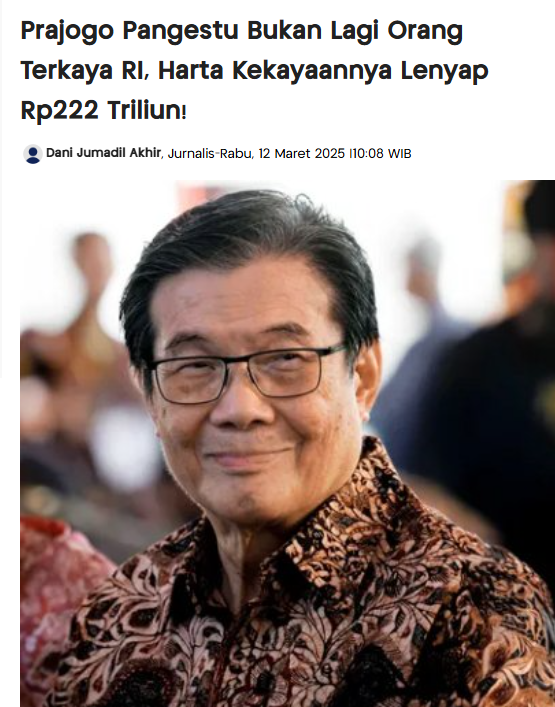 Prajogo Pangestu Bukan Lagi Orang
Terkaya RI, Harta Kekayaannya Lenyap
Rp222 Triliun!
Dani Jumadil Akhir, Jurnalis-Rabu, 12 Maret 2025 |10:08 WIB